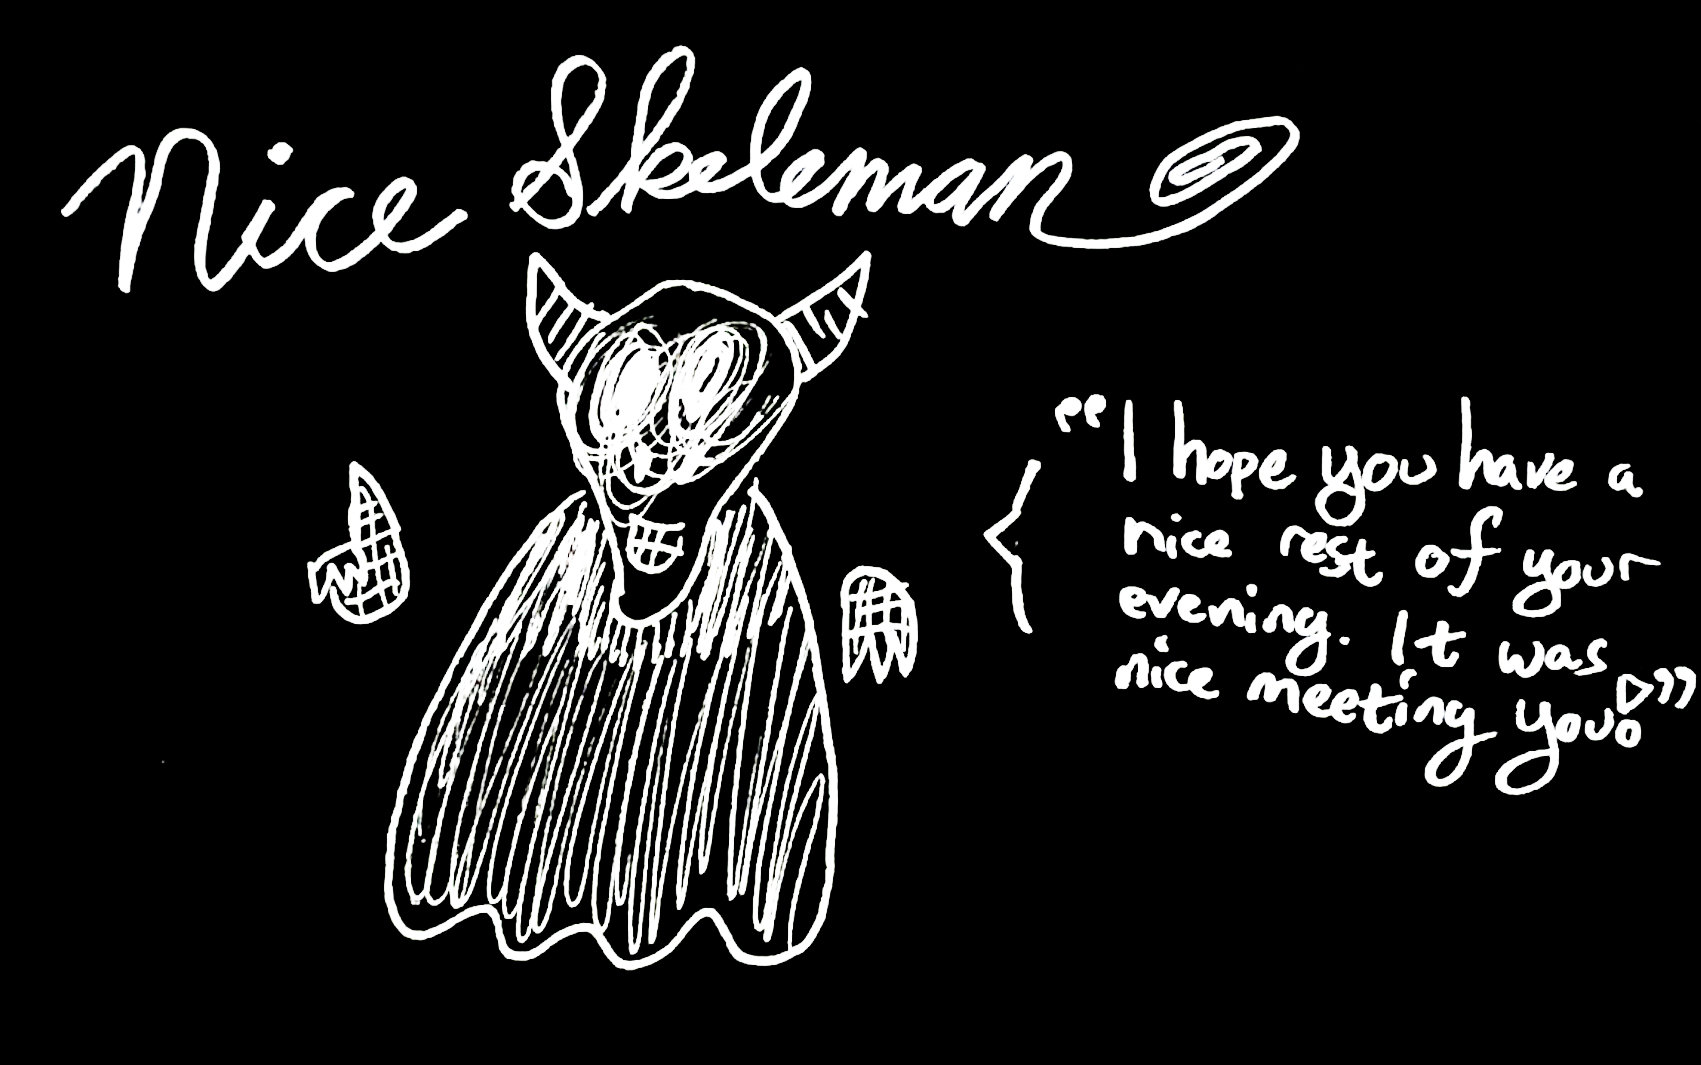 Nice Skeleman
"I hope you have a
nice rest of your
evening. It was
nice meeting you!"